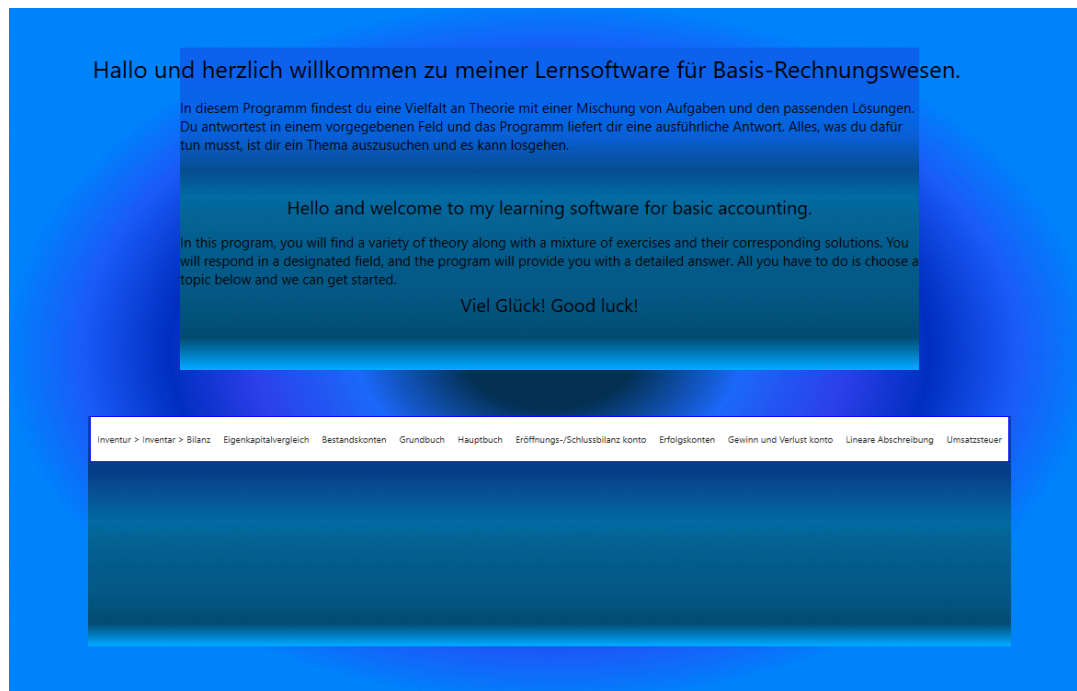 Hallo und herzlich willkommen zu meiner Lernsoftware für Basis-Rechnungswesen.
In diesem Programm findest du eine Vielfalt an Theorie mit einer Mischung von Aufgaben und den passenden Lösungen.
Du antwortest in einem vorgegebenen Feld und das Programm liefert dir eine ausführliche Antwort. Alles, was du dafür
tun musst, ist dir ein Thema auszusuchen und es kann losgehen.
Hello and welcome to my learning software for basic accounting.
In this program, you will find a variety of theory along with a mixture of exercises and their corresponding solutions. You
will respond in a designated field, and the program will provide you with a detailed answer. All you have to do is choose a
topic below and we can get started.
Viel Glück! Good luck!
Inventur > Inventar > Bilanz Eigenkapitalvergleich Bestandskonten Grundbuch Hauptbuch Eröffnungs-/Schlussbilanz konto Erfolgskonten Gewinn und Verlust konto Lineare Abschreibung Umsatzsteuer